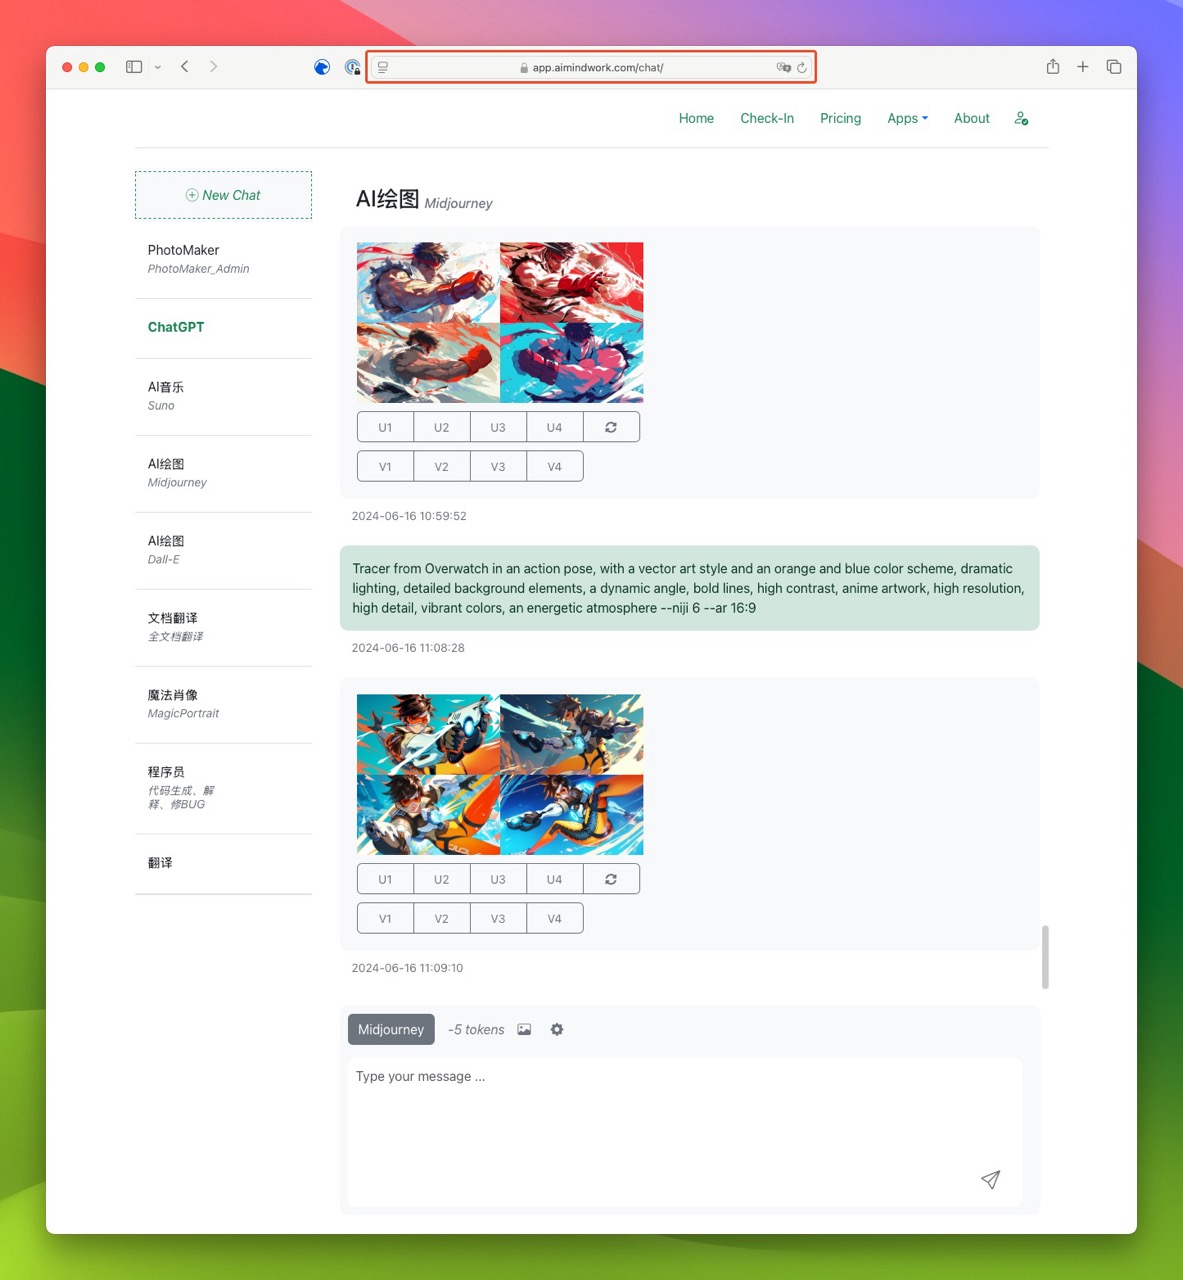 app.aimindwork.com/chat/
Home Check-In Pricing Apps About
New Chat
PhotoMaker
PhotoMaker_Admin
ChatGPT
AI音乐
Suno
AI绘图
Midjourney
AI绘图
Dall-E
文档翻译
全文档翻译
魔法肖像
MagicPortrait
程序员
代码生成、解
释、修BUG
翻译
AI绘图 Midjourney
U1 U2 U3 U4
V1 V2 V3 V4
2024-06-16 10:59:52
Tracer from Overwatch in an action pose, with a vector art style and an orange and blue color scheme, dramatic
lighting, detailed background elements, a dynamic angle, bold lines, high contrast, anime artwork, high resolution,
high detail, vibrant colors, an energetic atmosphere --niji 6 --ar 16:9
2024-06-16 11:08:28
U1 U2 U3 U4
V1 V2 V3 V4
2024-06-16 11:09:10
Midjourney -5 tokens
Type your message ...